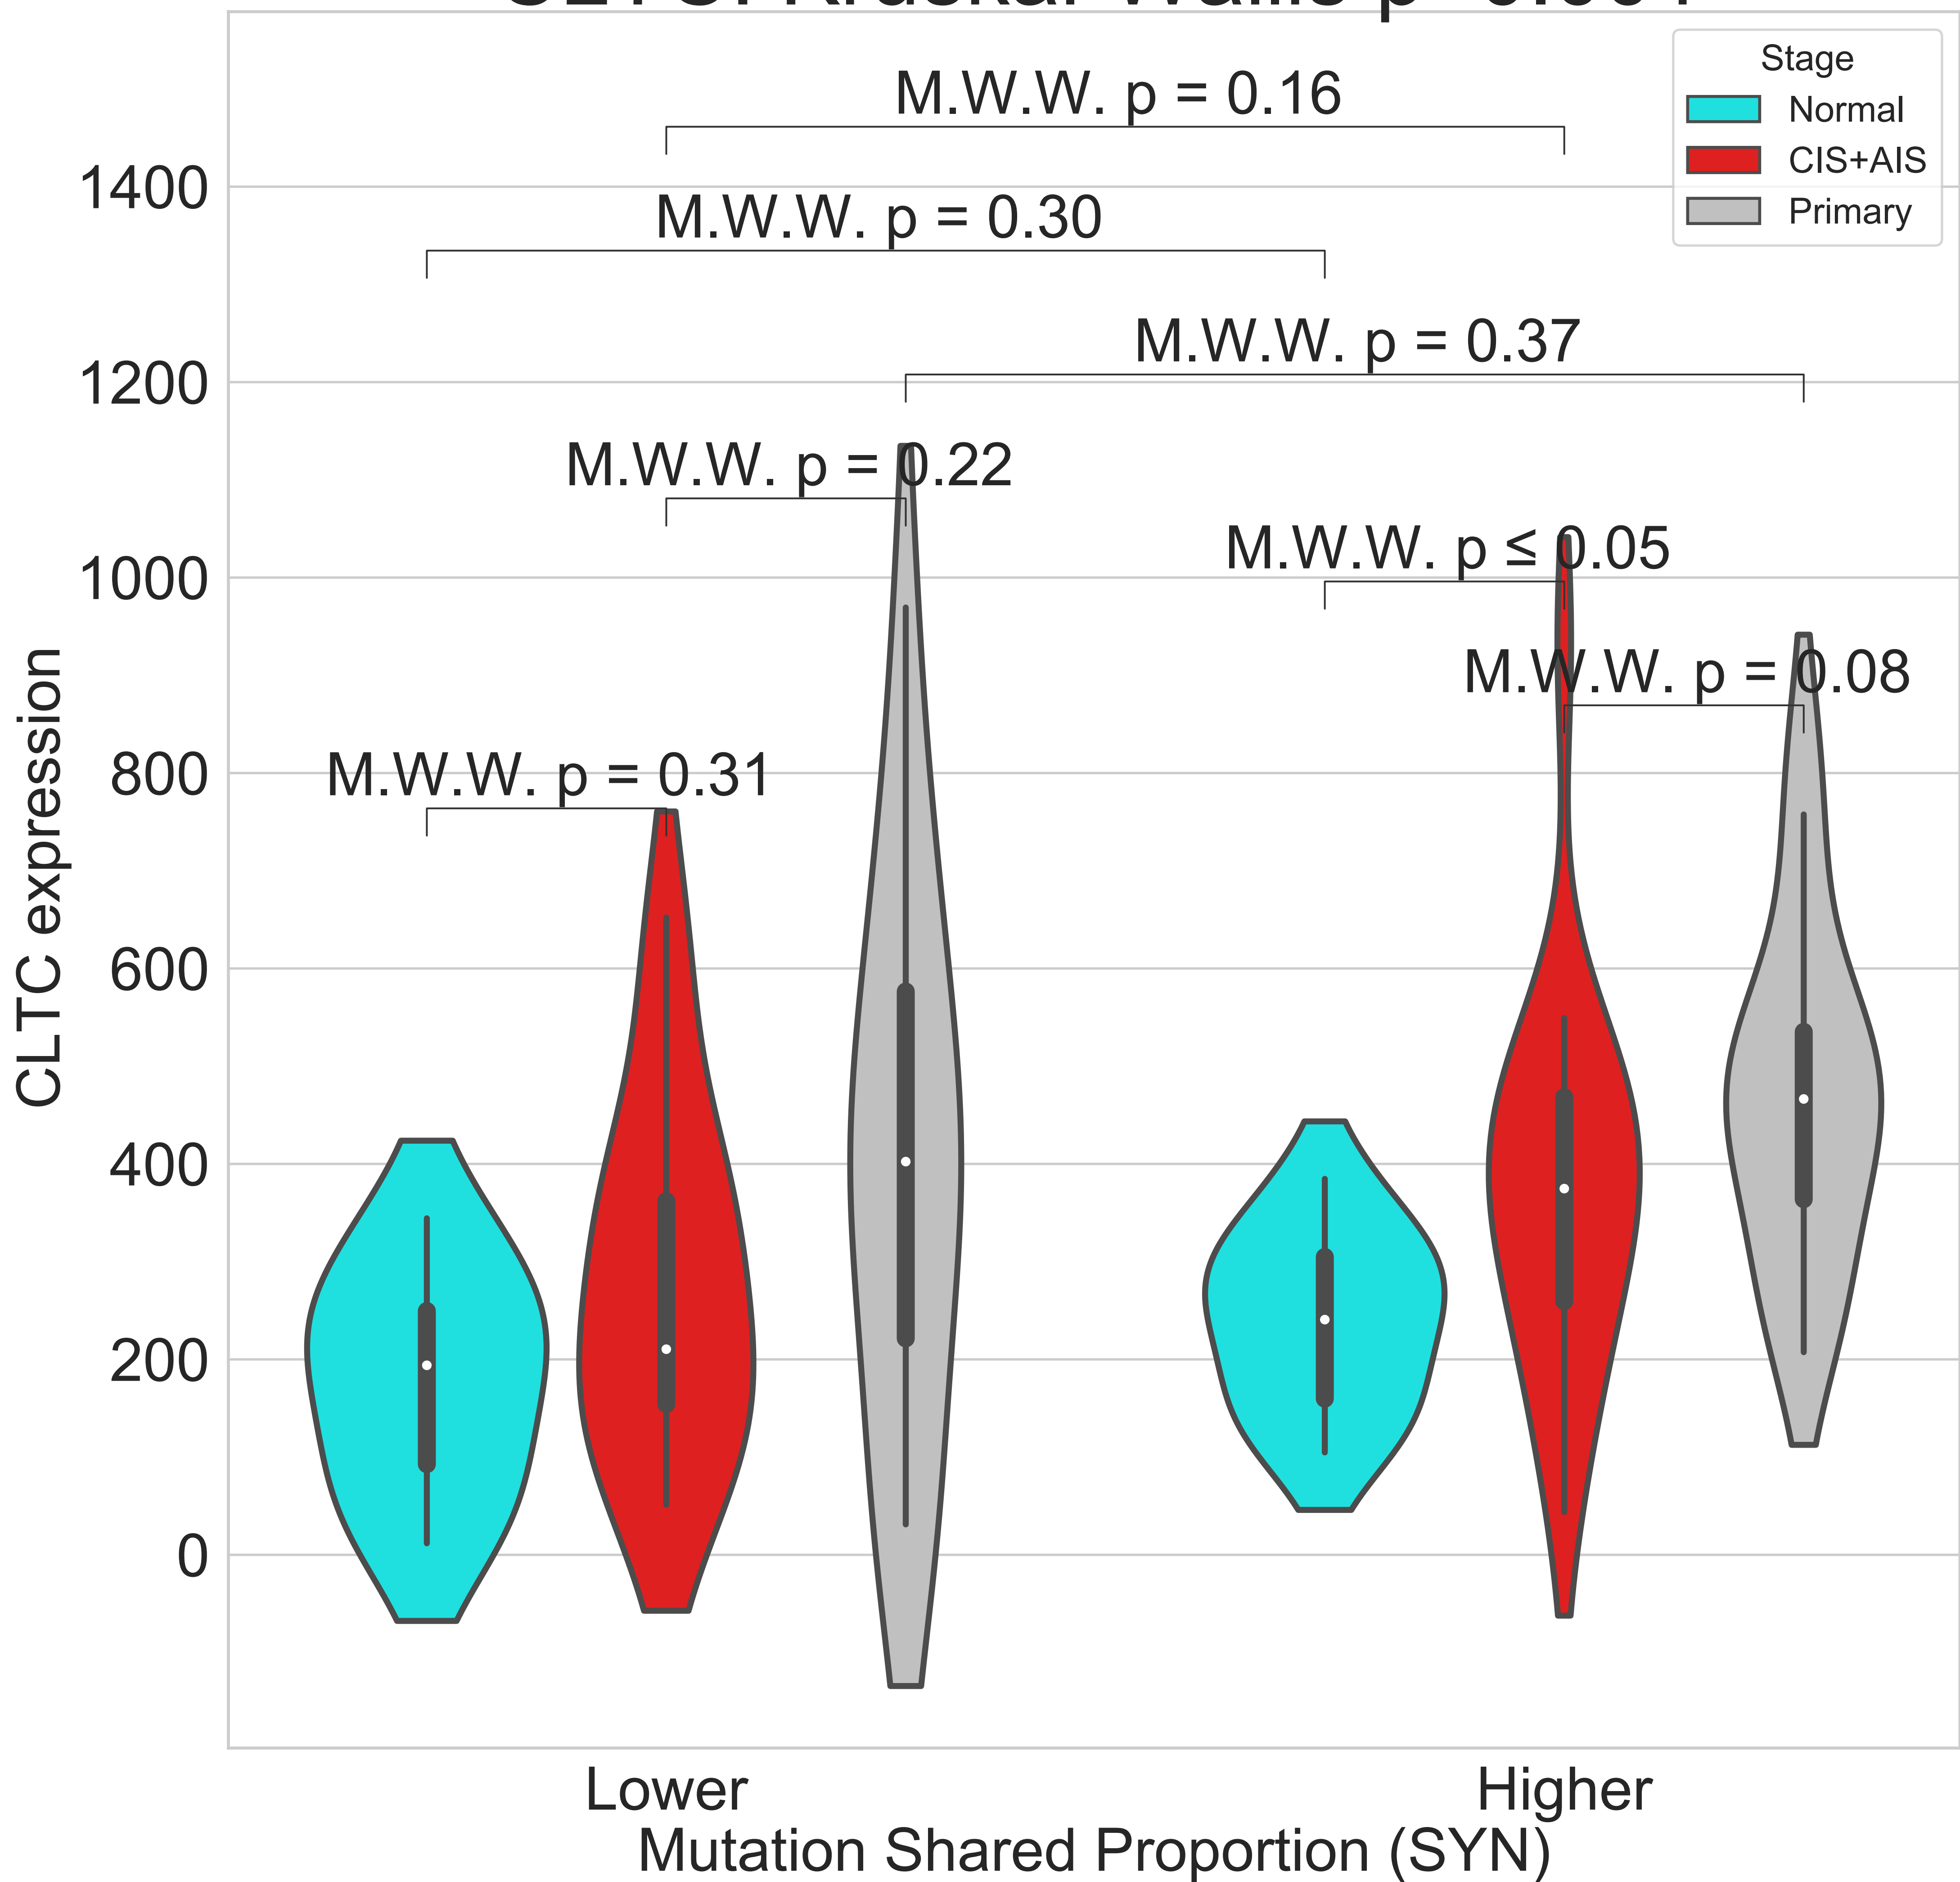 Stage
Normal
CIS+AIS
Primary
M.W.W. p = 0.16
M.W.W. p = 0.30
M.W.W. p = 0.37
M.W.W. p = 0.22
M.W.W. p ≤ 0.05
M.W.W. p = 0.08
M.W.W. p = 0.31
1400
1200
1000
800
600
400
200
0
CLTC expression
Lower
Higher
Mutation Shared Proportion (SYN)